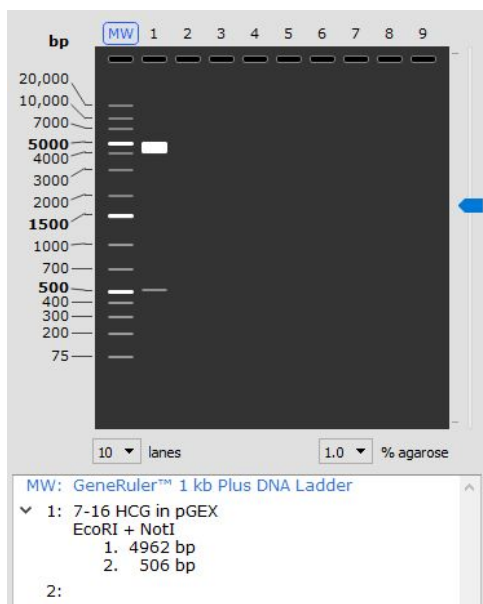 bp MW 1 2 3 4 5 6 7 8 9
20,000
10,000
7000
5000
4000
3000
2000
1500
1000
700
500
400
300
200
75
10 lanes 1.0 % agarose
MW: GeneRuler™ 1 kb Plus DNA Ladder
1: 7-16 HCG in pGEX
EcoRI + NotI
1. 4962 bp
2. 506 bp
2: